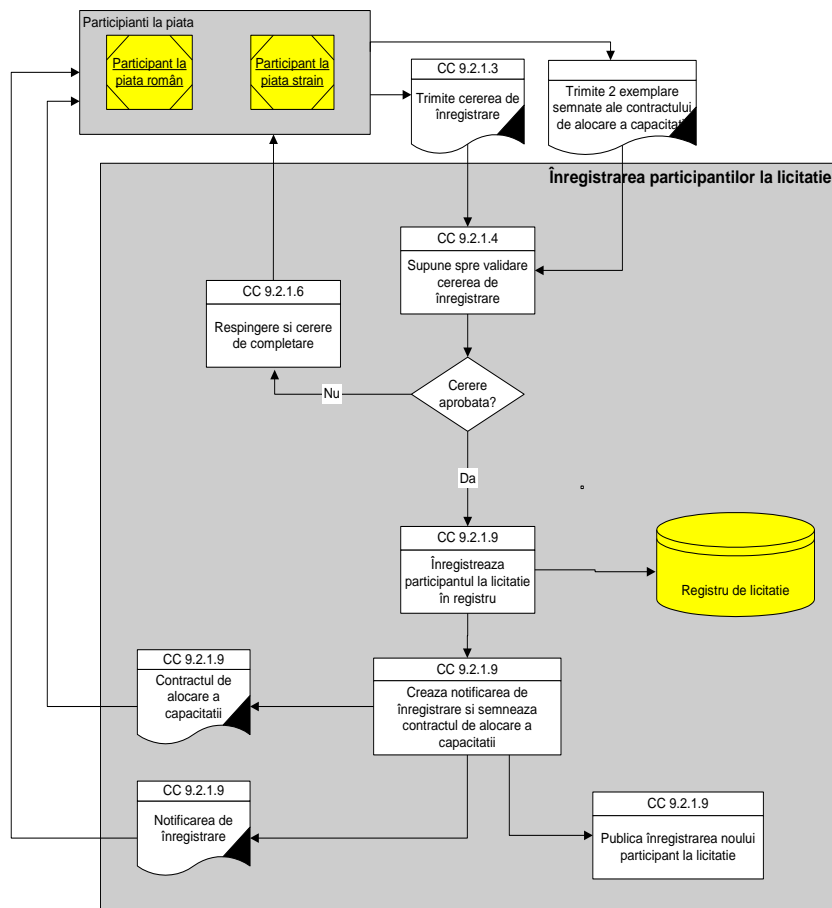 Participianti la piata
Participant la
piata român
Participant la
piata strain
CC 9.2.1.3
Trimite cererea de
înregistrare
Trimite 2 exemplare
semnate ale contractului
de alocare a capacitatii
Înregistrarea participantilor la licitatie
CC 9.2.1.4
Supune spre validare
cererea de
înregistrare
CC 9.2.1.6
Respingere si cerere
de completare
Cerere
aprobata?
Nu
Da
CC 9.2.1.9
Înregistreaza
participantul la licitatie
în registru
Registru de licitatie
CC 9.2.1.9
Contractul de
alocare a
capacitatii
CC 9.2.1.9
Creaza notificarea de
înregistrare si semneaza
contractul de alocare a
capacitatii
CC 9.2.1.9
Notificarea de
înregistrare
CC 9.2.1.9
Publica înregistrarea noului
participant la licitatie